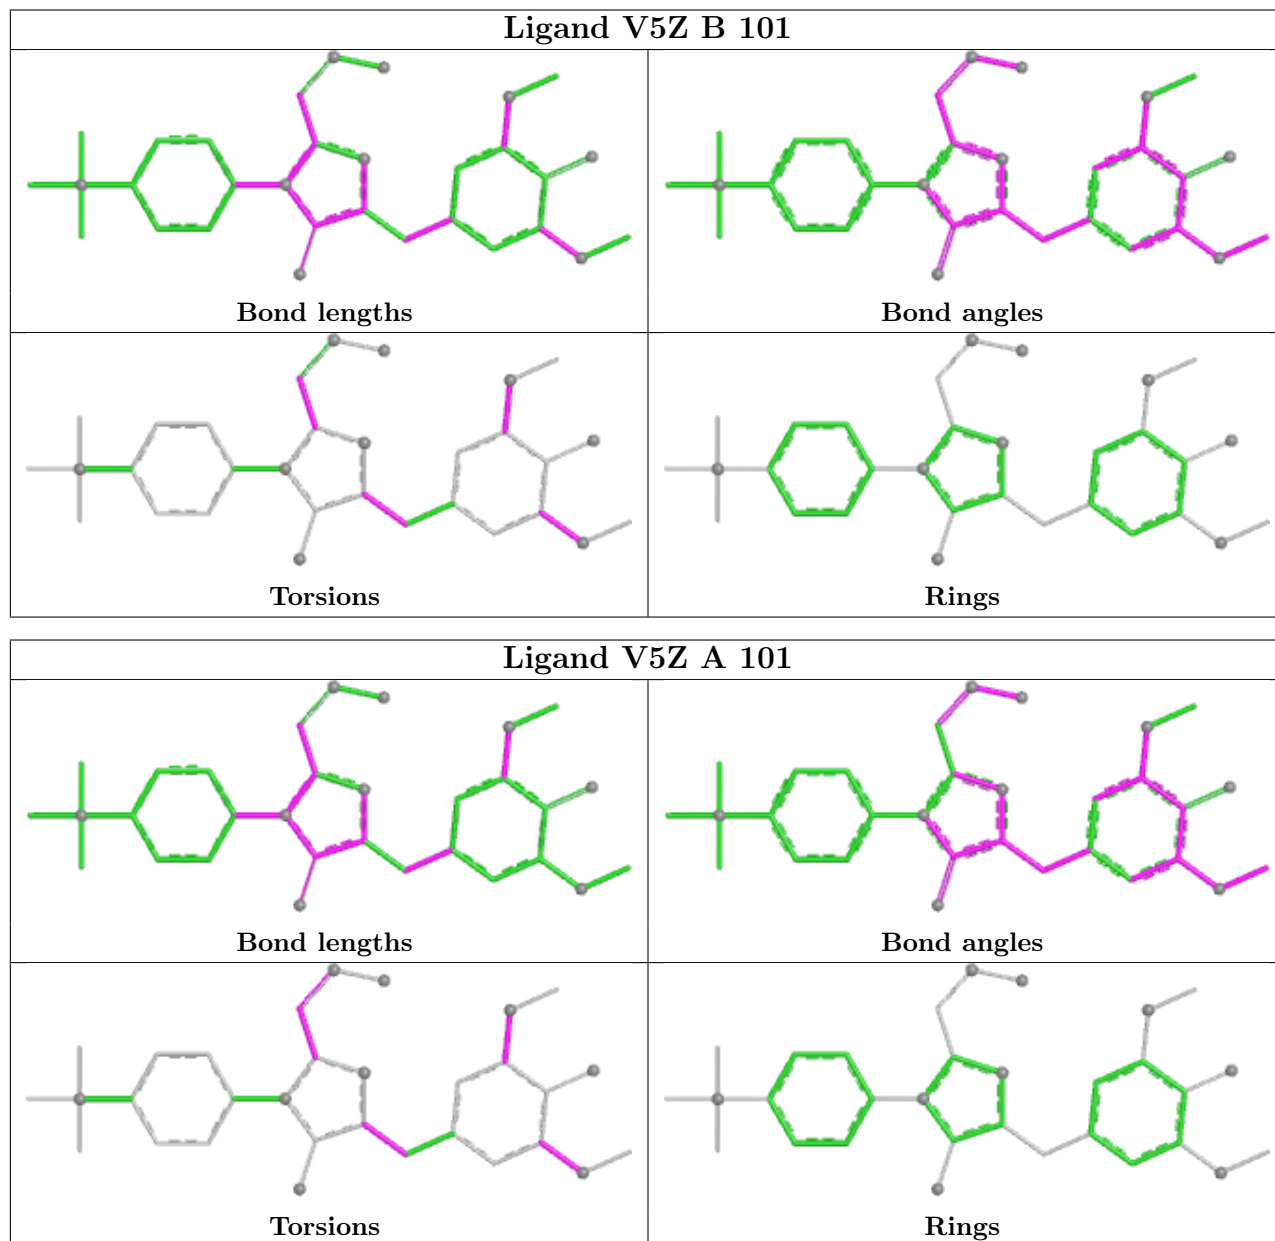 Ligand V5Z B 101
Bond lengths
Bond angles
Torsions
Rings
Ligand V5Z A 101
Bond lengths
Bond angles
Torsions
Rings